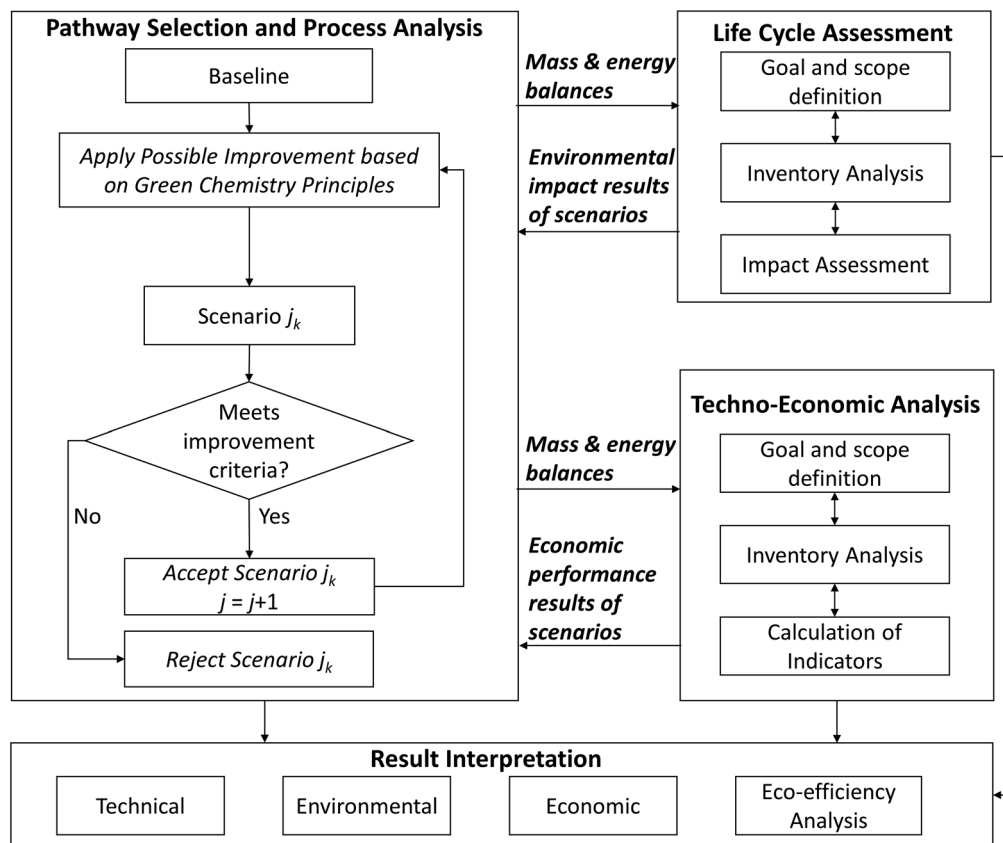 Pathway Selection and Process Analysis
Baseline
Apply Possible Improvement based
on Green Chemistry Principles
Scenario jk
Meets
improvement
criteria?
No
Yes
Accept Scenario jk
j = j+1
Reject Scenario jk
Mass & energy
balances
Environmental
impact results
of scenarios
Mass & energy
balances
Economic
performance
results of
scenarios
Life Cycle Assessment
Goal and scope
definition
Inventory Analysis
Impact Assessment
Techno-Economic Analysis
Goal and scope
definition
Inventory Analysis
Calculation of
Indicators
Result Interpretation
Technical
Environmental
Economic
Eco-efficiency
Analysis